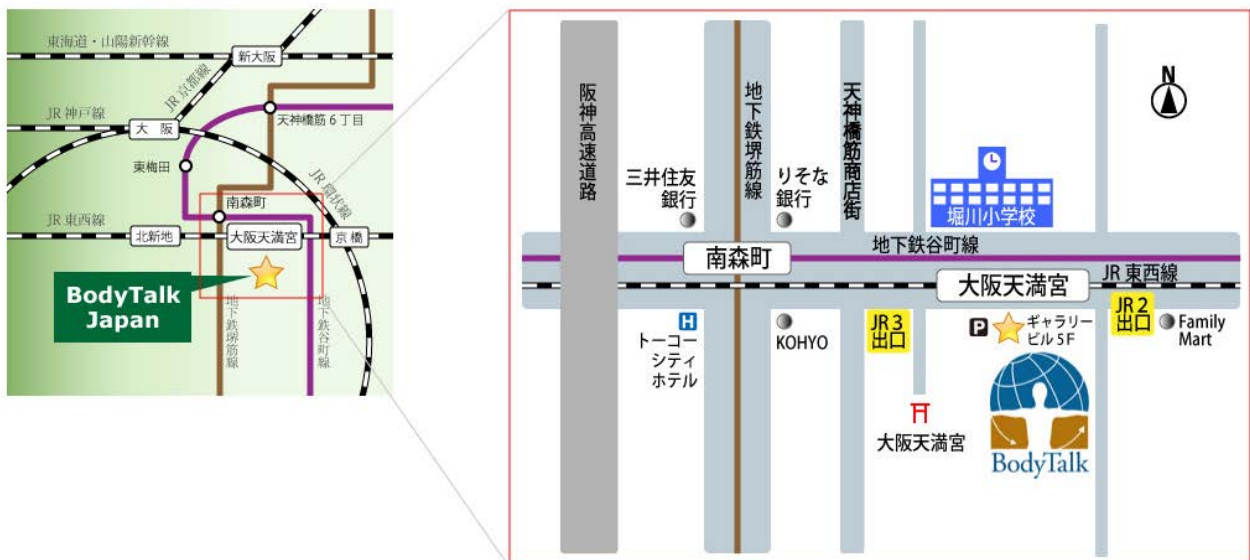 東海道・山陽新幹線
新大阪
JR京都線
JR神戸線
大阪
天神橋筋6丁目
東梅田
JR環状線
南森町
JR東西線
北新地
大阪天満宮
京橋
BodyTalk
Japan
地下鉄堺筋線
地下鉄谷町線
阪神高速道路
地下鉄堺筋線
天神橋筋商店街
N
三井住友
銀行
りそな
銀行
堀川小学校
地下鉄谷町線
南森町
大阪天満宮
JR東西線
H
トーコー
シティ
ホテル
KOHYO
JR3
出口
P
ギャラリー
ビル5F
JR2
出口
Family
Mart
大阪天満宮
BodyTalk